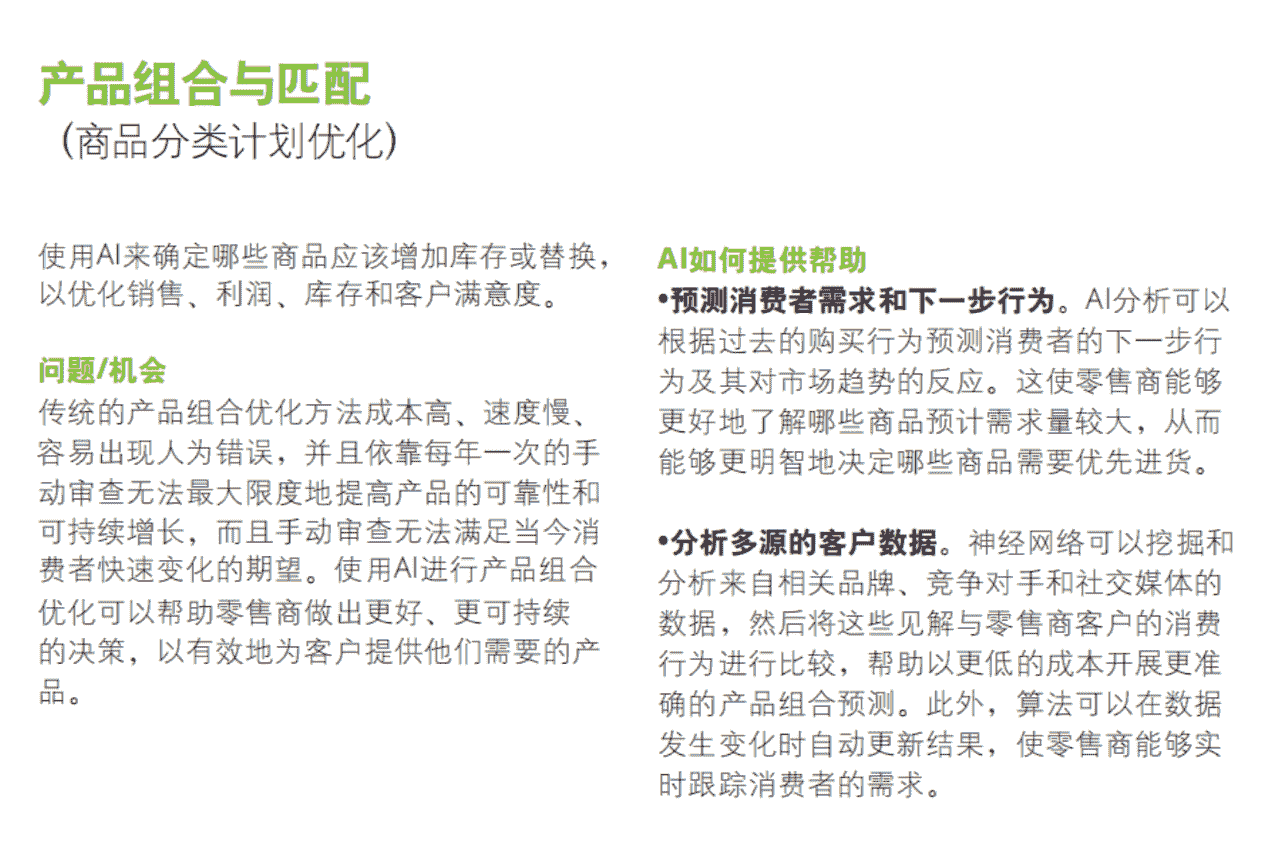 产品组合与匹配
(商品分类计划优化)
使用AI来确定哪些商品应该增加库存或替换，
以优化销售、利润、库存和客户满意度。
问题/机会
传统的产品组合优化方法成本高、速度慢、
容易出现人为错误，并且依靠每年一次的手
动审查无法最大限度地提高产品的可靠性和
可持续增长，而且手动审查无法满足当今消
费者快速变化的期望。使用AI进行产品组合
优化可以帮助零售商做出更好、更可持续
的决策，以有效地为客户提供他们需要的产
品。
AI如何提供帮助
•预测消费者需求和下一步行为。AI分析可以
根据过去的购买行为预测消费者的下一步行
为及其对市场趋势的反应。这使零售商能够
更好地了解哪些商品预计需求量较大，从而
能够更明智地决定哪些商品需要优先进货。
•分析多源的客户数据。神经网络可以挖掘和
分析来自相关品牌、竞争对手和社交媒体的
数据，然后将这些见解与零售商客户的消费
行为进行比较，帮助以更低的成本开展更准
确的产品组合预测。此外，算法可以在数据
发生变化时自动更新结果，使零售商能够实
时跟踪消费者的需求。